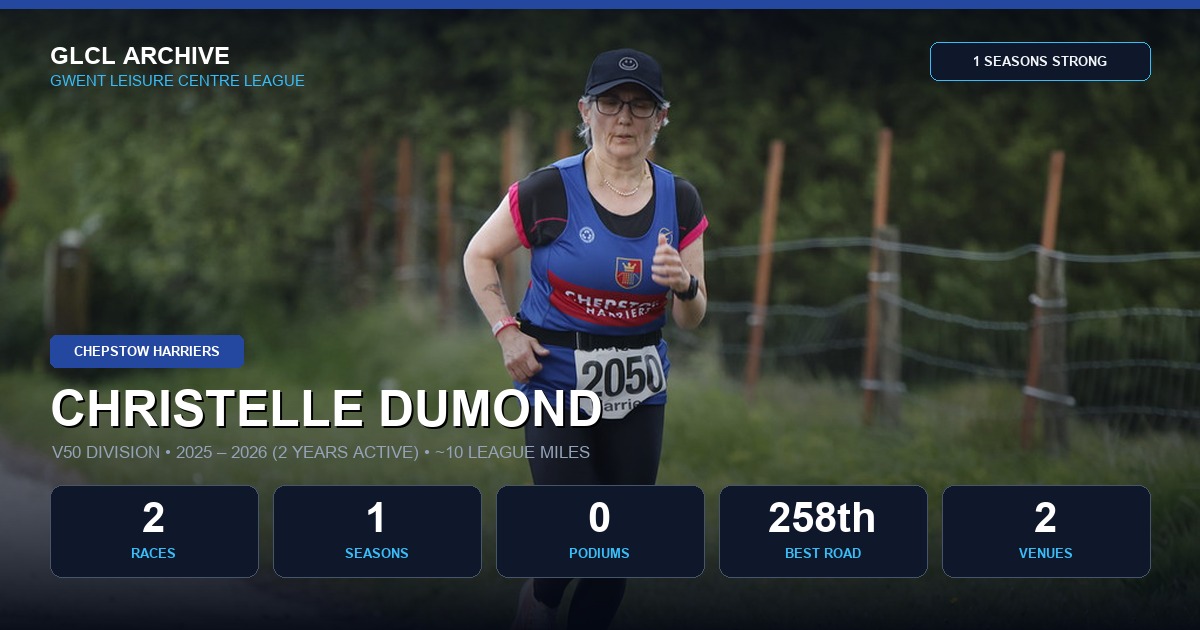 GLCL ARCHIVE
GWENT LEISURE CENTRE LEAGUE
1 SEASONS STRONG
CHEPSTOW
HARRIERS
2050
CHEPSTOW HARRIERS
CHRISTELLE DUMOND
V50 DIVISION • 2025 – 2026 (2 YEARS ACTIVE) • ~10 LEAGUE MILES
2
RACES
1
SEASONS
0
PODIUMS
258th
BEST ROAD
2
VENUES